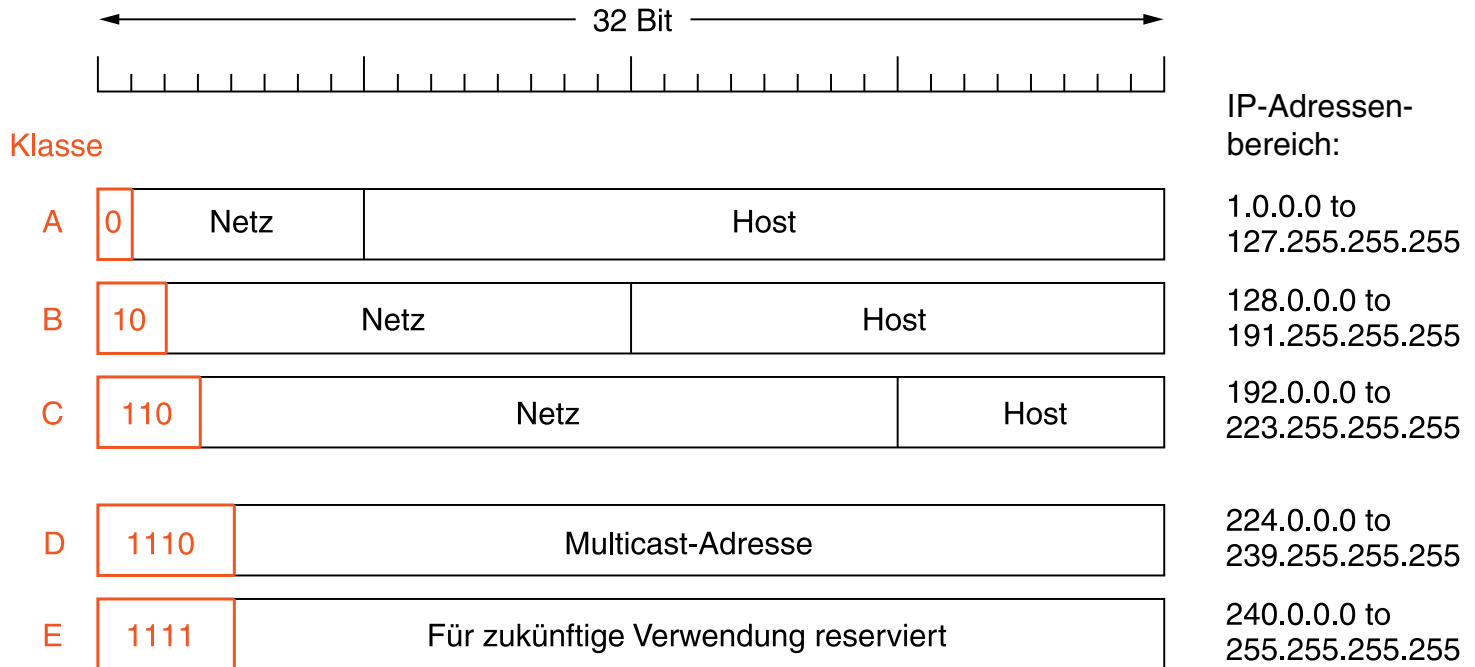 32 Bit
IP-Adressen-
bereich:
Klasse
A 0 Netz Host 1.0.0.0 to
127.255.255.255
B 10 Netz Host 128.0.0.0 to
191.255.255.255
C 110 Netz Host 192.0.0.0 to
223.255.255.255
D 1110 Multicast-Adresse 224.0.0.0 to
239.255.255.255
E 1111 Für zukünftige Verwendung reserviert 240.0.0.0 to
255.255.255.255